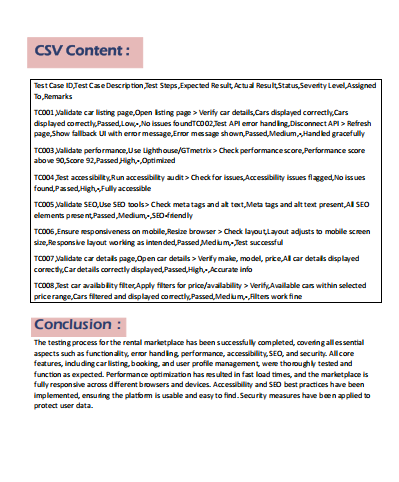 CSV Content :
Test Case ID,Test Case Description,Test Steps,Expected Result,Actual Result,Status,Severity Level,Assigned
To,Remarks
TC001,Validate car listing page,Open listing page > Verify car details,Cars displayed correctly,Cars
displayed correctly,Passed,Low,•,No issues foundTC002,Test API error handling,Disconnect API > Refresh
page,Show fallback UI with error message,Error message shown,Passed,Medium,•,Handled gracefully
TC003,Validate performance,Use Lighthouse/GTmetrix > Check performance score,Performance score
above 90,Score 92,Passed,High,•,Optimized
TC004,Test accessibility,Run accessibility audit > Check for issues,Accessibility issues flagged,No issues
found,Passed,High,•,Fully accessible
TC005,Validate SEO,Use SEO tools > Check meta tags and alt text,Meta tags and alt text present,All SEO
elements present,Passed,Medium,•,SEO-friendly
TC006,Ensure responsiveness on mobile,Resize browser > Check layout,Layout adjusts to mobile screen
size,Responsive layout working as intended,Passed,Medium,•,Test successful
TC007,Validate car details page,Open car details > Verify make, model, price,All car details displayed
correctly,Car details correctly displayed,Passed,High,•,Accurate info
TC008,Test car availability filter,Apply filters for price/availability > Verify,Available cars within selected
price range,Cars filtered and displayed correctly,Passed,Medium,•,Filters work fine
Conclusion :
The testing process for the rental marketplace has been successfully completed, covering all essential
aspects such as functionality, error handling, performance, accessibility, SEO, and security. All core
features, including car listing, booking, and user profile management, were thoroughly tested and
function as expected. Performance optimization has resulted in fast load times, and the marketplace is
fully responsive across different browsers and devices. Accessibility and SEO best practices have been
implemented, ensuring the platform is usable and easy to find. Security measures have been applied to
protect user data.